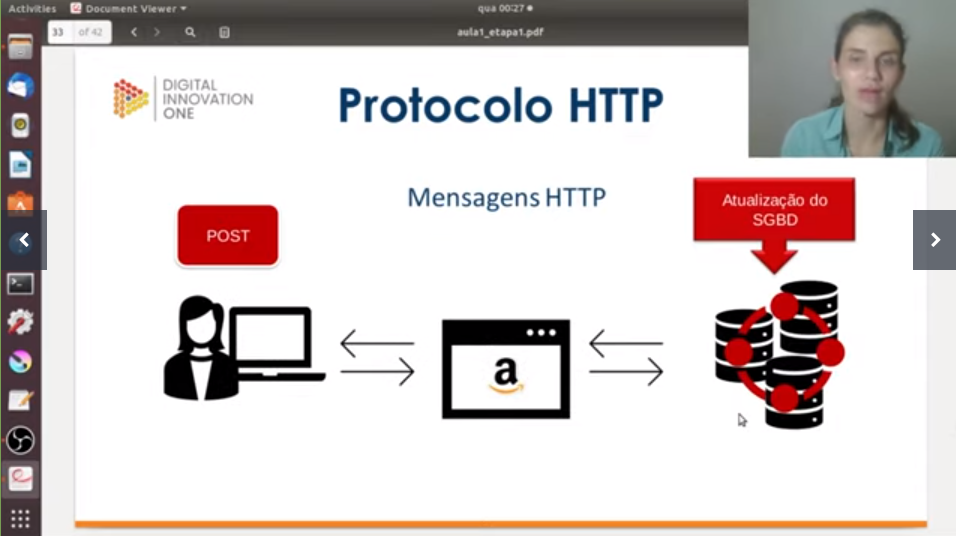 Activities
Document Viewer
qua 00:27
33 of 42
aula1_etapa1.pdf
DIGITAL
INNOVATION
ONE
Protocolo HTTP
Mensagens HTTP
POST
Atualização do
SGBD
a